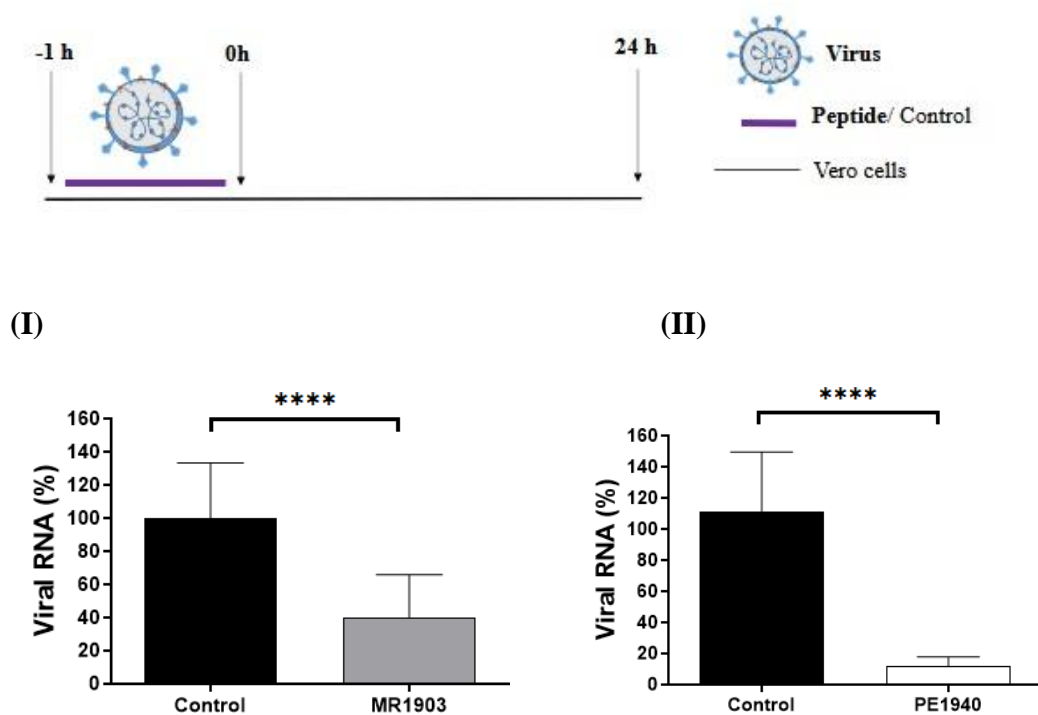 -1 h
0h
24 h
Virus
Peptide/ Control
Vero cells
(I)
(II)
****
160
140
120
100
80
60
40
20
0
Viral RNA (%)
Control
MR1903
****
160
140
120
100
80
60
40
20
0
Viral RNA (%)
Control
PE1940